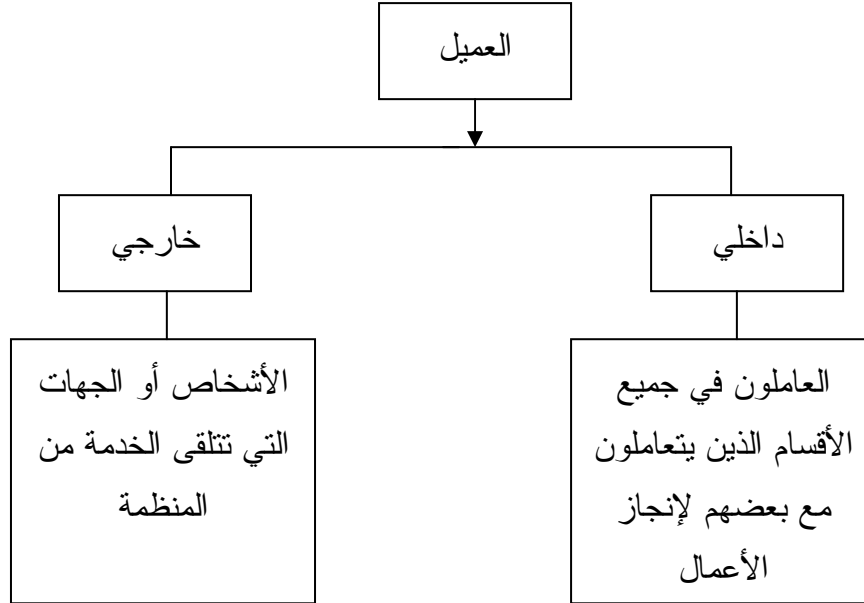 العميل
داخلي
خارجي
العاملون في جميع
الأقسام الذين يتعاملون
مع بعضهم لإنجاز
الأعمال
الأشخاص أو الجهات
التي تتلقى الخدمة من
المنظمة